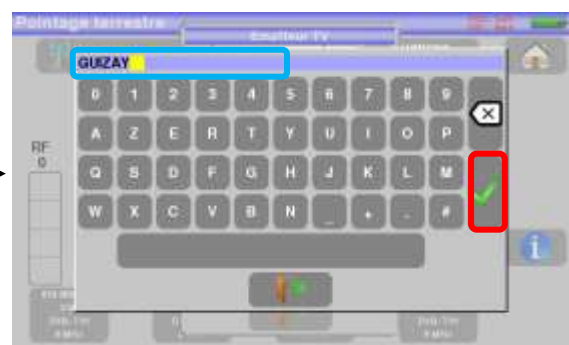 Pointage terrestre
Emetteur TV
GUIZAY
0 1 2 3 4 5 6 7 8 9
A Z E R T Y U I O P
RF
0
Q S D F G H J K L M
W X C V B N _ + . #
i